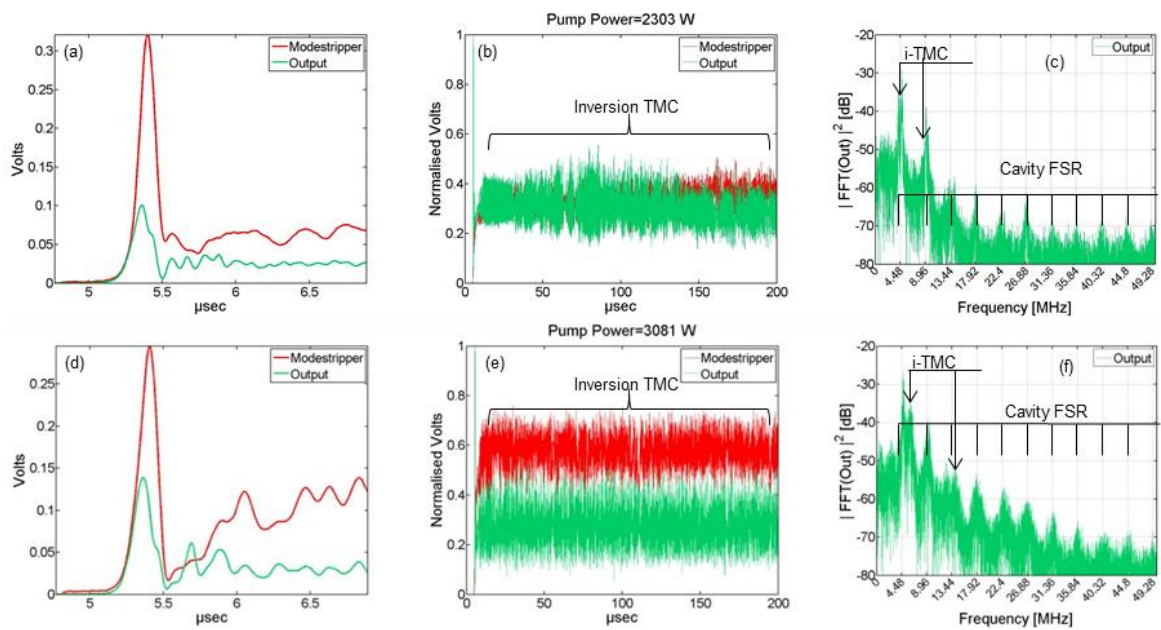 Pump Power=2303 W
(a)
Modestripper
Output
0.3
0.25
0.2
0.15
0.1
0.05
0
Volts
5
5.5
6
6.5
µsec
(b)
Modestripper
Output
Inversion TMC
1
0.8
0.6
0.4
0.2
0
Normalised Volts
0
50
100
150
200
µsec
(c)
Output
i-TMC
Cavity FSR
-20
-30
-40
-50
-60
-70
-80
| FFT(Out) |² [dB]
0
4.48
8.96
13.44
17.92
22.4
26.88
31.36
35.84
40.32
44.8
49.28
Frequency [MHz]
Pump Power=3081 W
(d)
Modestripper
Output
0.25
0.2
0.15
0.1
0.05
0
Volts
5
5.5
6
6.5
µsec
(e)
Modestripper
Output
Inversion TMC
1
0.8
0.6
0.4
0.2
0
Normalised Volts
0
50
100
150
200
µsec
(f)
Output
i-TMC
Cavity FSR
-20
-30
-40
-50
-60
-70
-80
| FFT(Out) |² [dB]
0
4.48
8.96
13.44
17.92
22.4
26.88
31.36
35.84
40.32
44.8
49.28
Frequency [MHz]